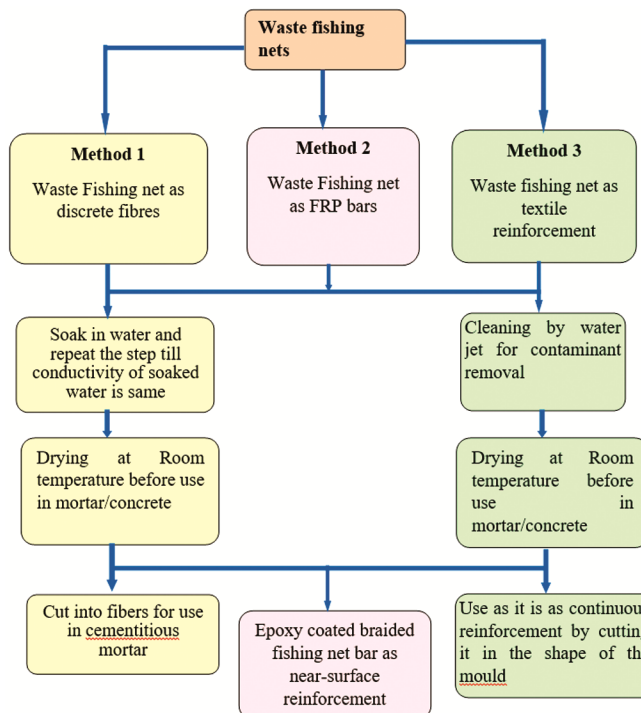 Waste fishing
nets
Method 1
Waste Fishing net as
discrete fibres
Method 2
Waste Fishing net
as FRP bars
Method 3
Waste fishing net as
textile
reinforcement
Soak in water and
repeat the step till
conductivity of soaked
water is same
Cleaning by water
jet for contaminant
removal
Drying at Room
temperature before use
in mortar/concrete
Drying at Room
temperature before
use in
mortar/concrete
Cut into fibers for use
in cementitious
mortar
Epoxy coated braided
fishing net bar as
near-surface
reinforcement
Use as it is as continuou
reinforcement by cutting
it in the shape of th
mould